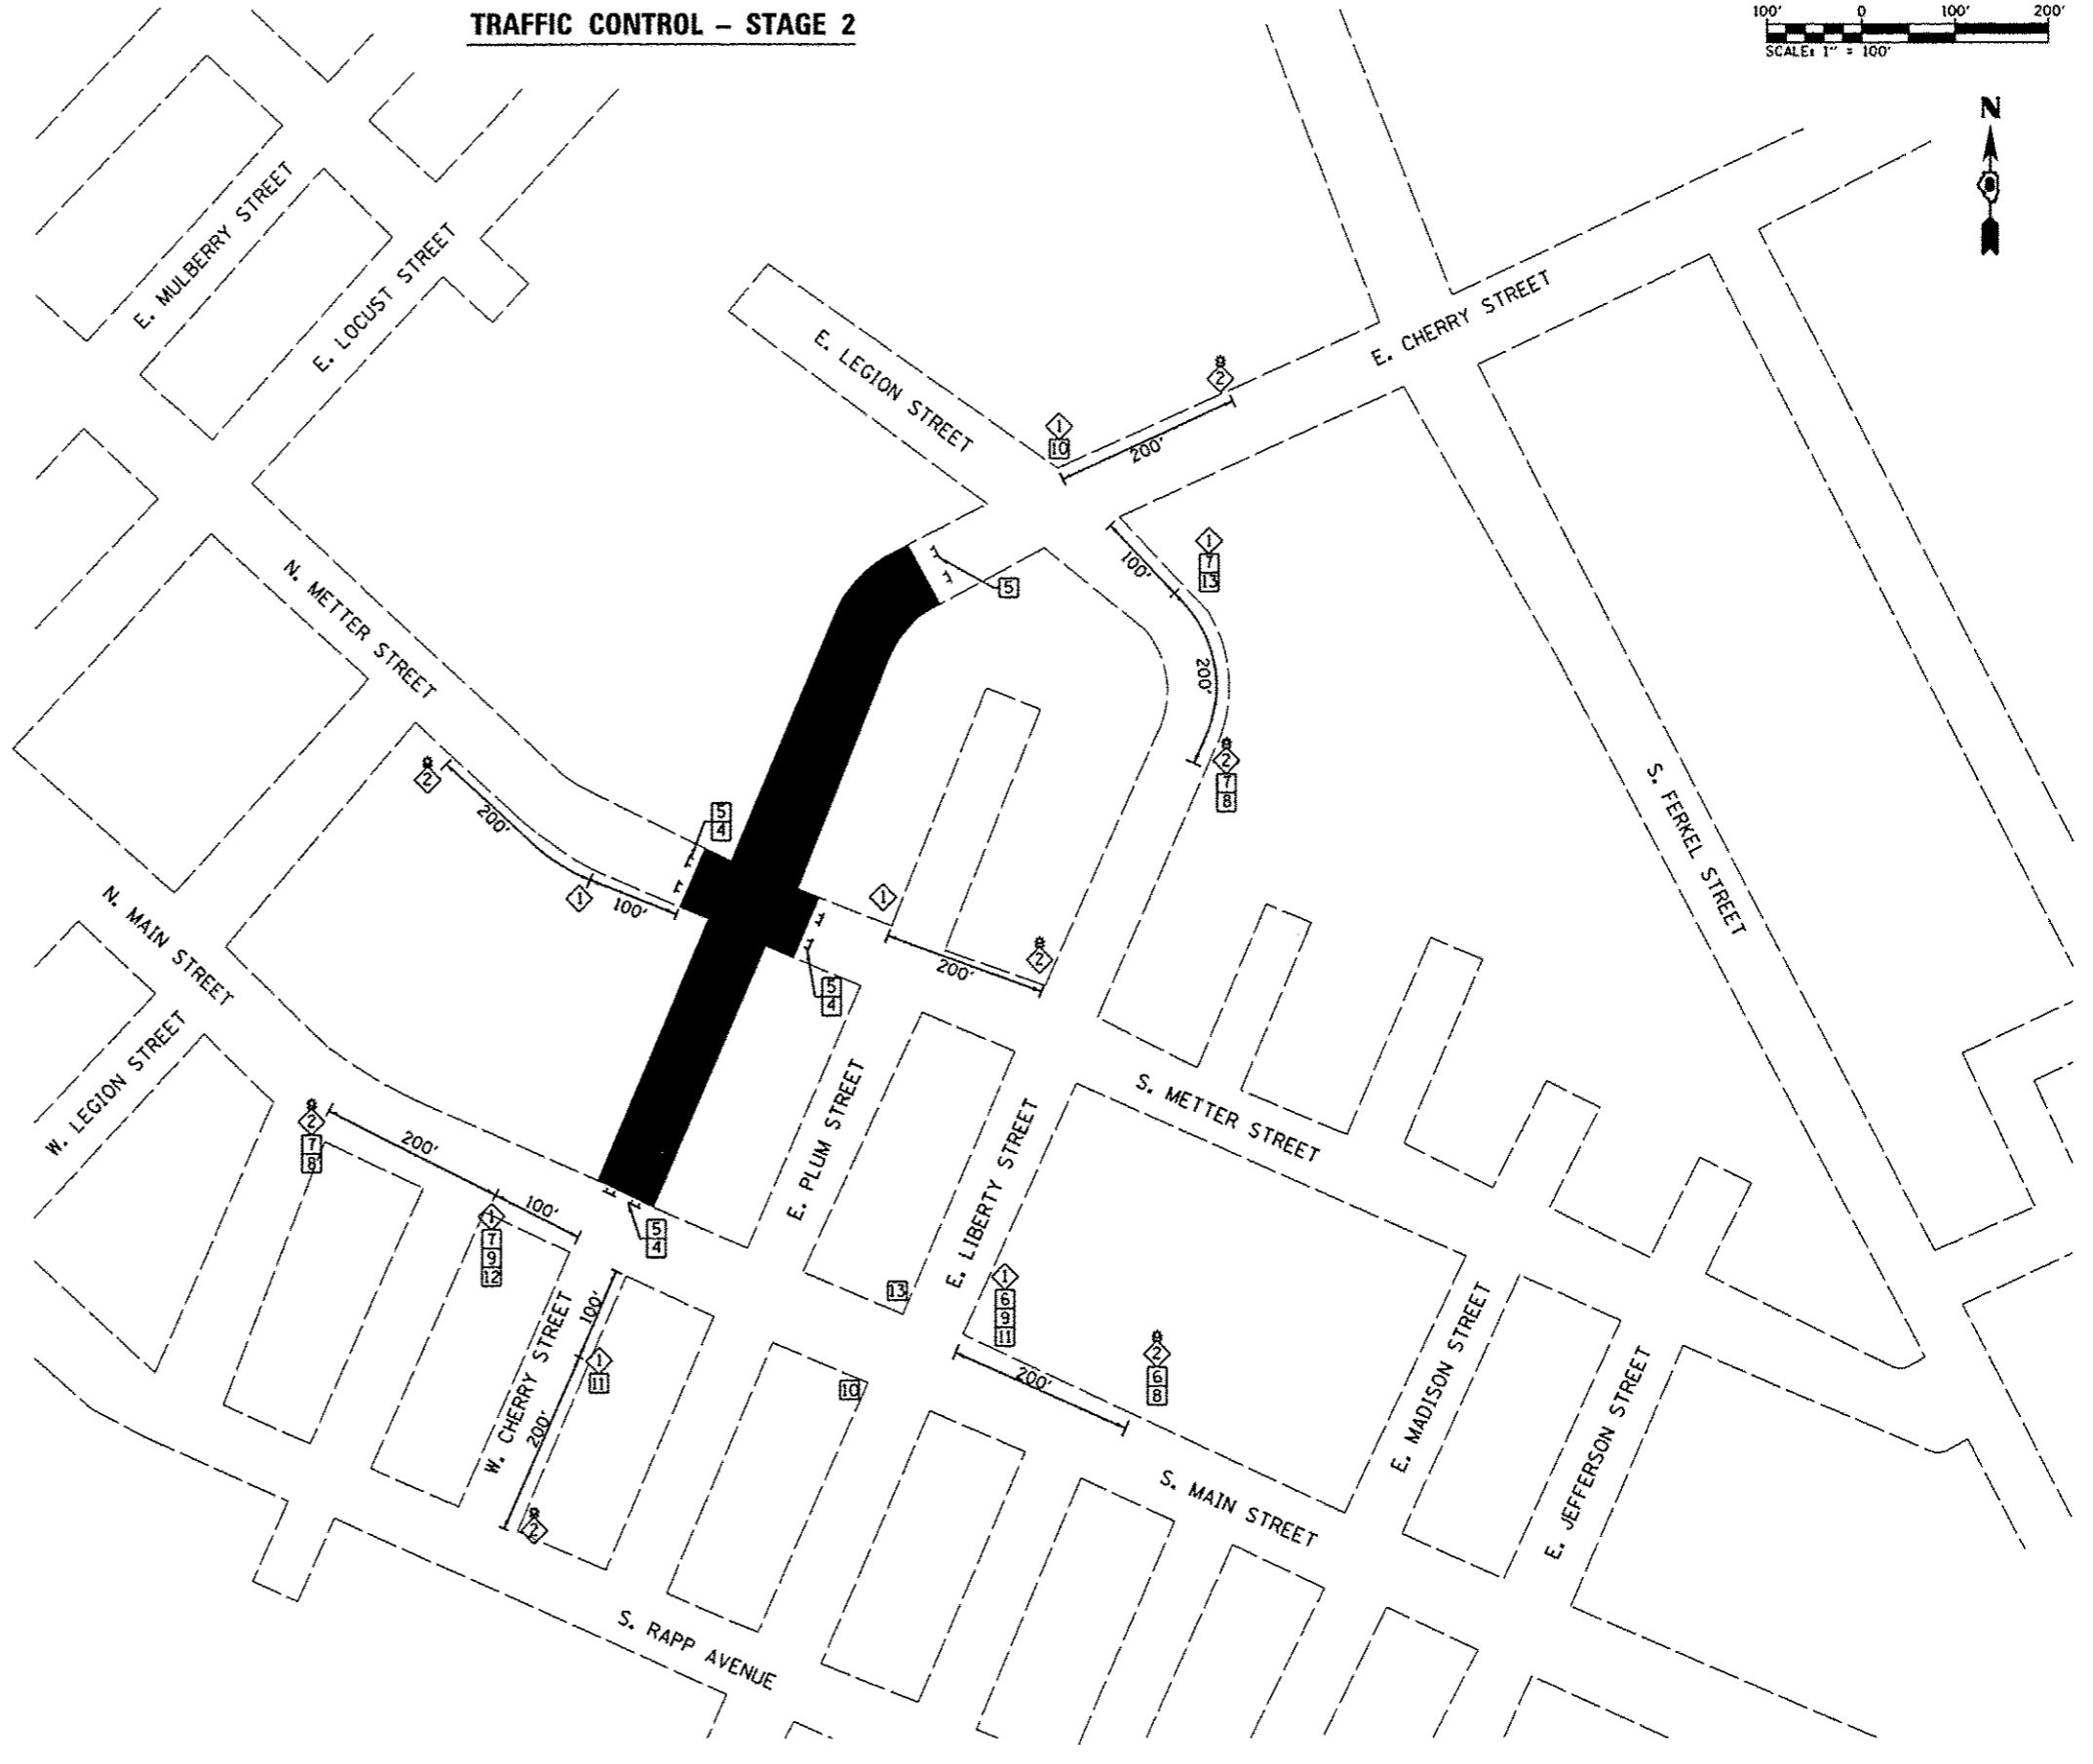 TRAFFIC CONTROL – STAGE 2
100' 0 100' 200'
SCALE: 1" = 100'
N
E. MULBERRY STREET
E. LOCUST STREET
E. LEGION STREET
E. CHERRY STREET
2
1
10
200'
N. METTER STREET
5
100'
1
7
13
200'
2
7
8
2
200'
5
4
1
100'
1
2
200'
5
4
S. FERKEL STREET
N. MAIN STREET
W. LEGION STREET
2
7
8
200'
100'
1
7
9
12
5
4
E. PLUM STREET
E. LIBERTY STREET
S. METTER STREET
13
1
6
9
11
2
6
8
200'
10
W. CHERRY STREET
100'
1
11
200'
2
E. MADISON STREET
E. JEFFERSON STREET
S. MAIN STREET
S. RAPP AVENUE